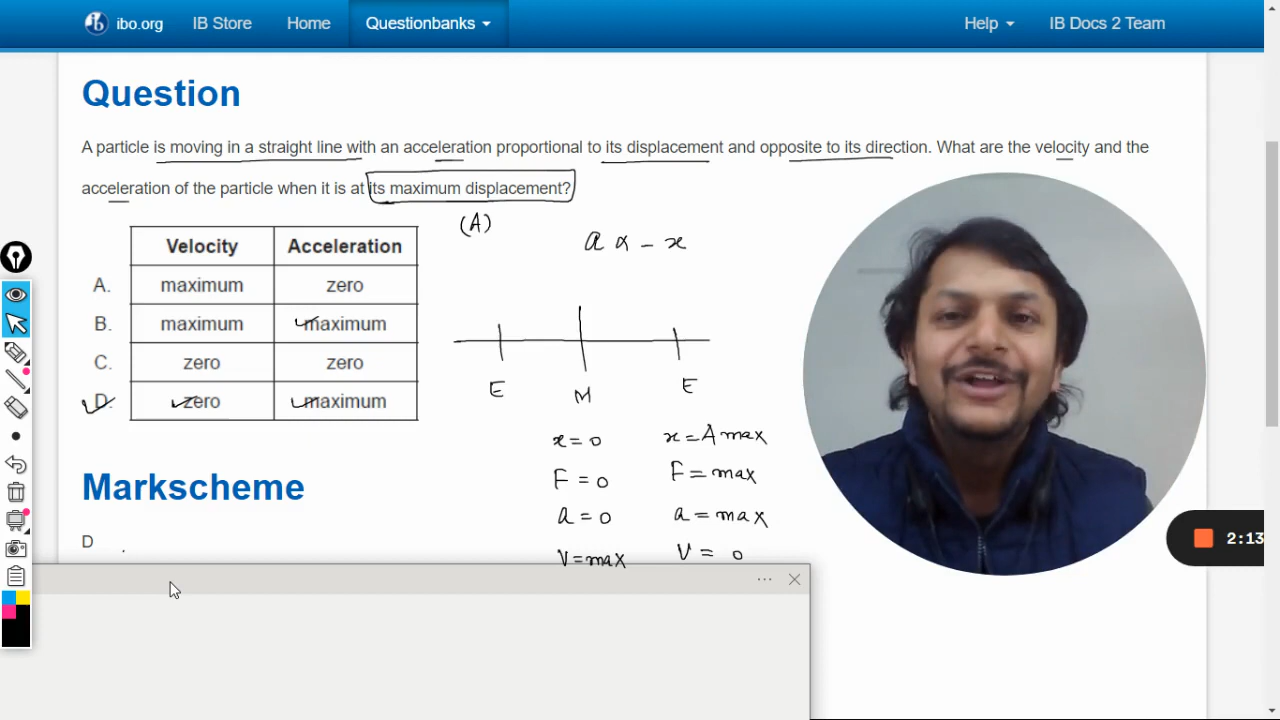 ibo.org IB Store Home Questionbanks Help IB Docs 2 Team
Question
A particle is moving in a straight line with an acceleration proportional to its displacement and opposite to its direction. What are the velocity and the
acceleration of the particle when it is at its maximum displacement?
(A)
a ∝ - x
Velocity Acceleration
A. maximum zero
B. maximum maximum
C. zero zero
D. zero maximum
E M E
x = 0 x = A max
F = 0 F = max
a = 0 a = max
V = max V = 0
Markscheme
D
2:13